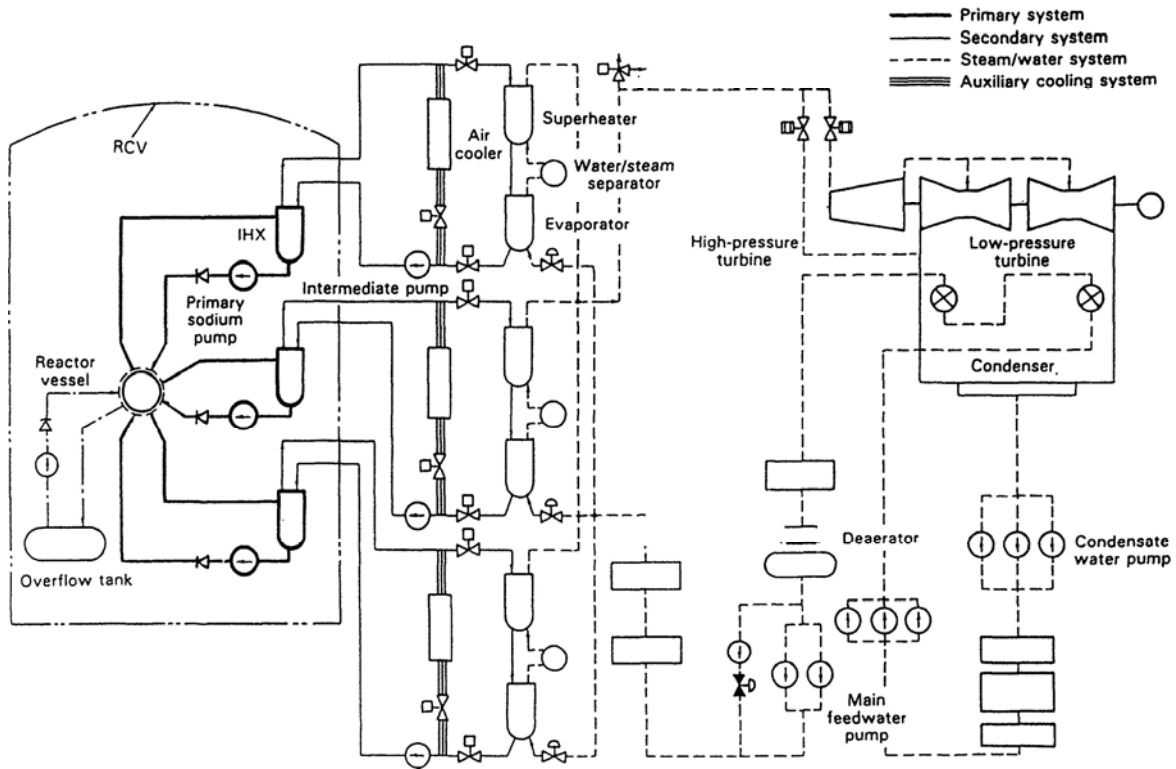 Primary system
Secondary system
Steam/water system
Auxiliary cooling system
RCV
Air
cooler
Superheater
Water/steam
separator
Evaporator
IHX
High-pressure
turbine
Low-pressure
turbine
Primary
sodium
pump
Intermediate pump
Reactor
vessel
Condenser
Overflow tank
Deaerator
Condensate
water pump
Main
feedwater
pump